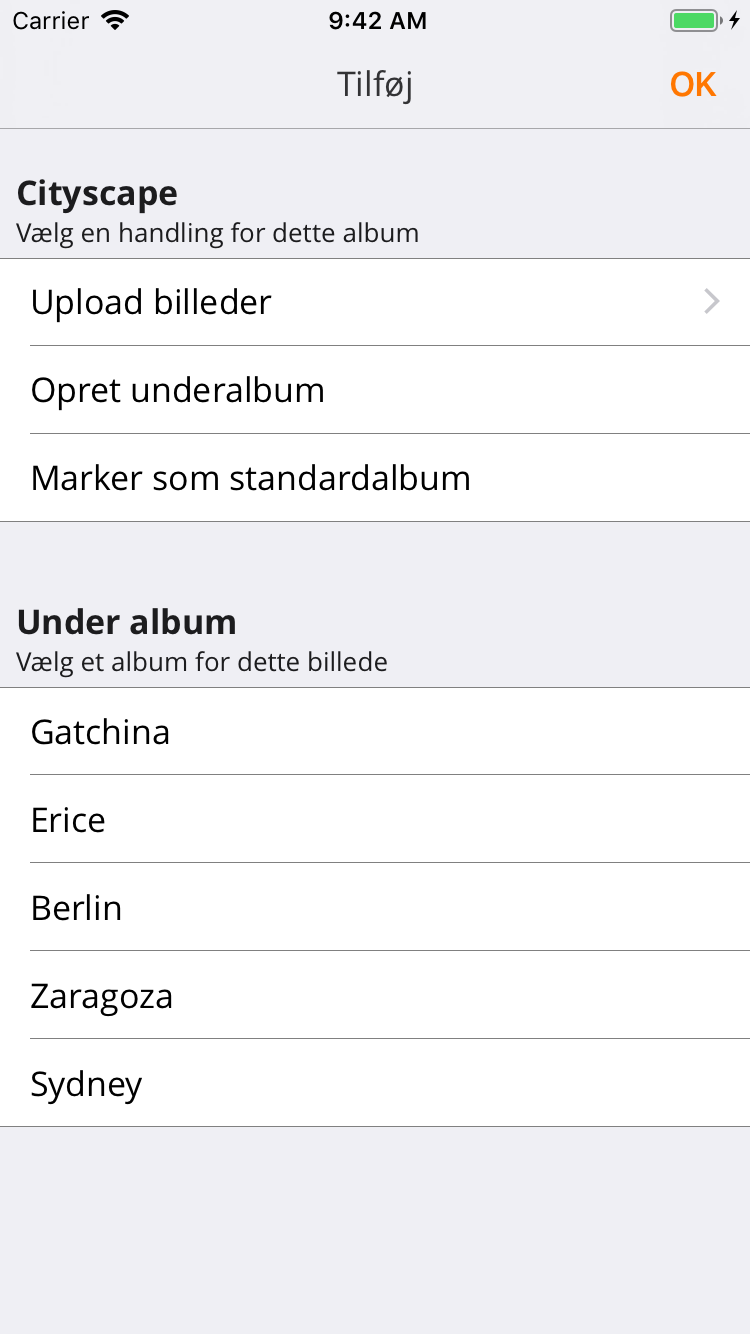 Carrier 9:42 AM
Tilføj OK
Cityscape
Vælg en handling for dette album
Upload billeder
Opret underalbum
Marker som standardalbum
Under album
Vælg et album for dette billede
Gatchina
Erice
Berlin
Zaragoza
Sydney